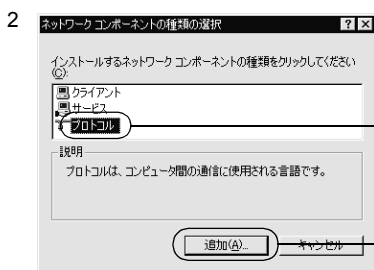 2
ネットワーク コンポーネントの種類の選択
インストールするネットワーク コンポーネントの種類をクリックしてください
(C):
クライアント
サービス
プロトコル
説明
プロトコルは、コンピュータ間の通信に使用される言語です。
追加(A)... キャンセル